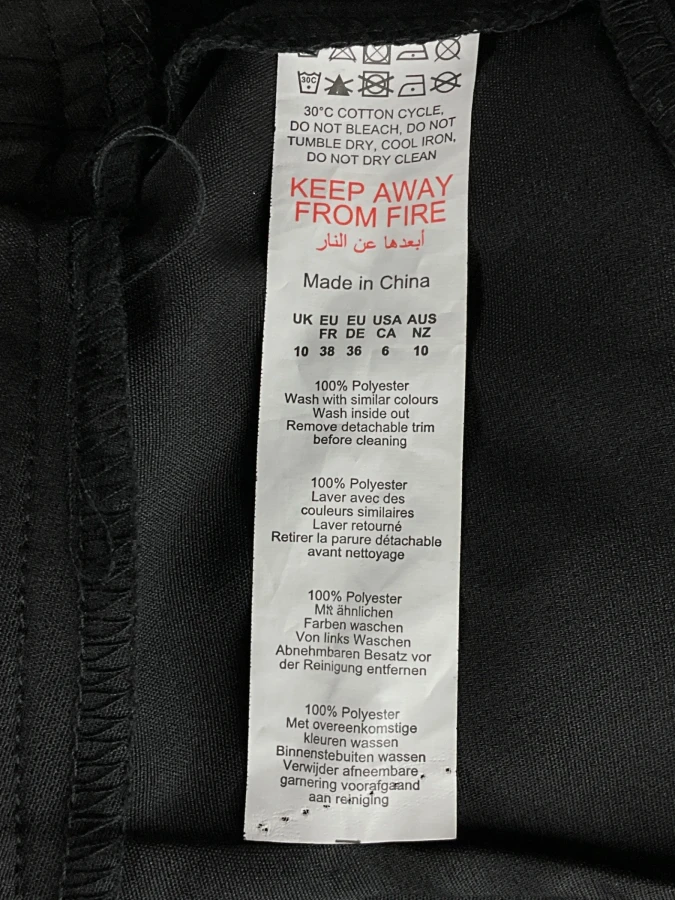 30C
30°C COTTON CYCLE,
DO NOT BLEACH, DO NOT
TUMBLE DRY, COOL IRON,
DO NOT DRY CLEAN
KEEP AWAY
FROM FIRE
أبعدها عن النار
Made in China
UK EU EU USA AUS
FR DE CA NZ
10 38 36 6 10
100% Polyester
Wash with similar colours
Wash inside out
Remove detachable trim
before cleaning
100% Polyester
Laver avec des
couleurs similaires
Laver retourné
Retirer la parure détachable
avant nettoyage
100% Polyester
Mit ähnlichen
Farben waschen
Von links Waschen
Abnehmbaren Besatz vor
der Reinigung entfernen
100% Polyester
Met overeenkomstige
kleuren wassen
Binnenstebuiten wassen
Verwijder afneembare
garnering voorafgaand
aan reiniging